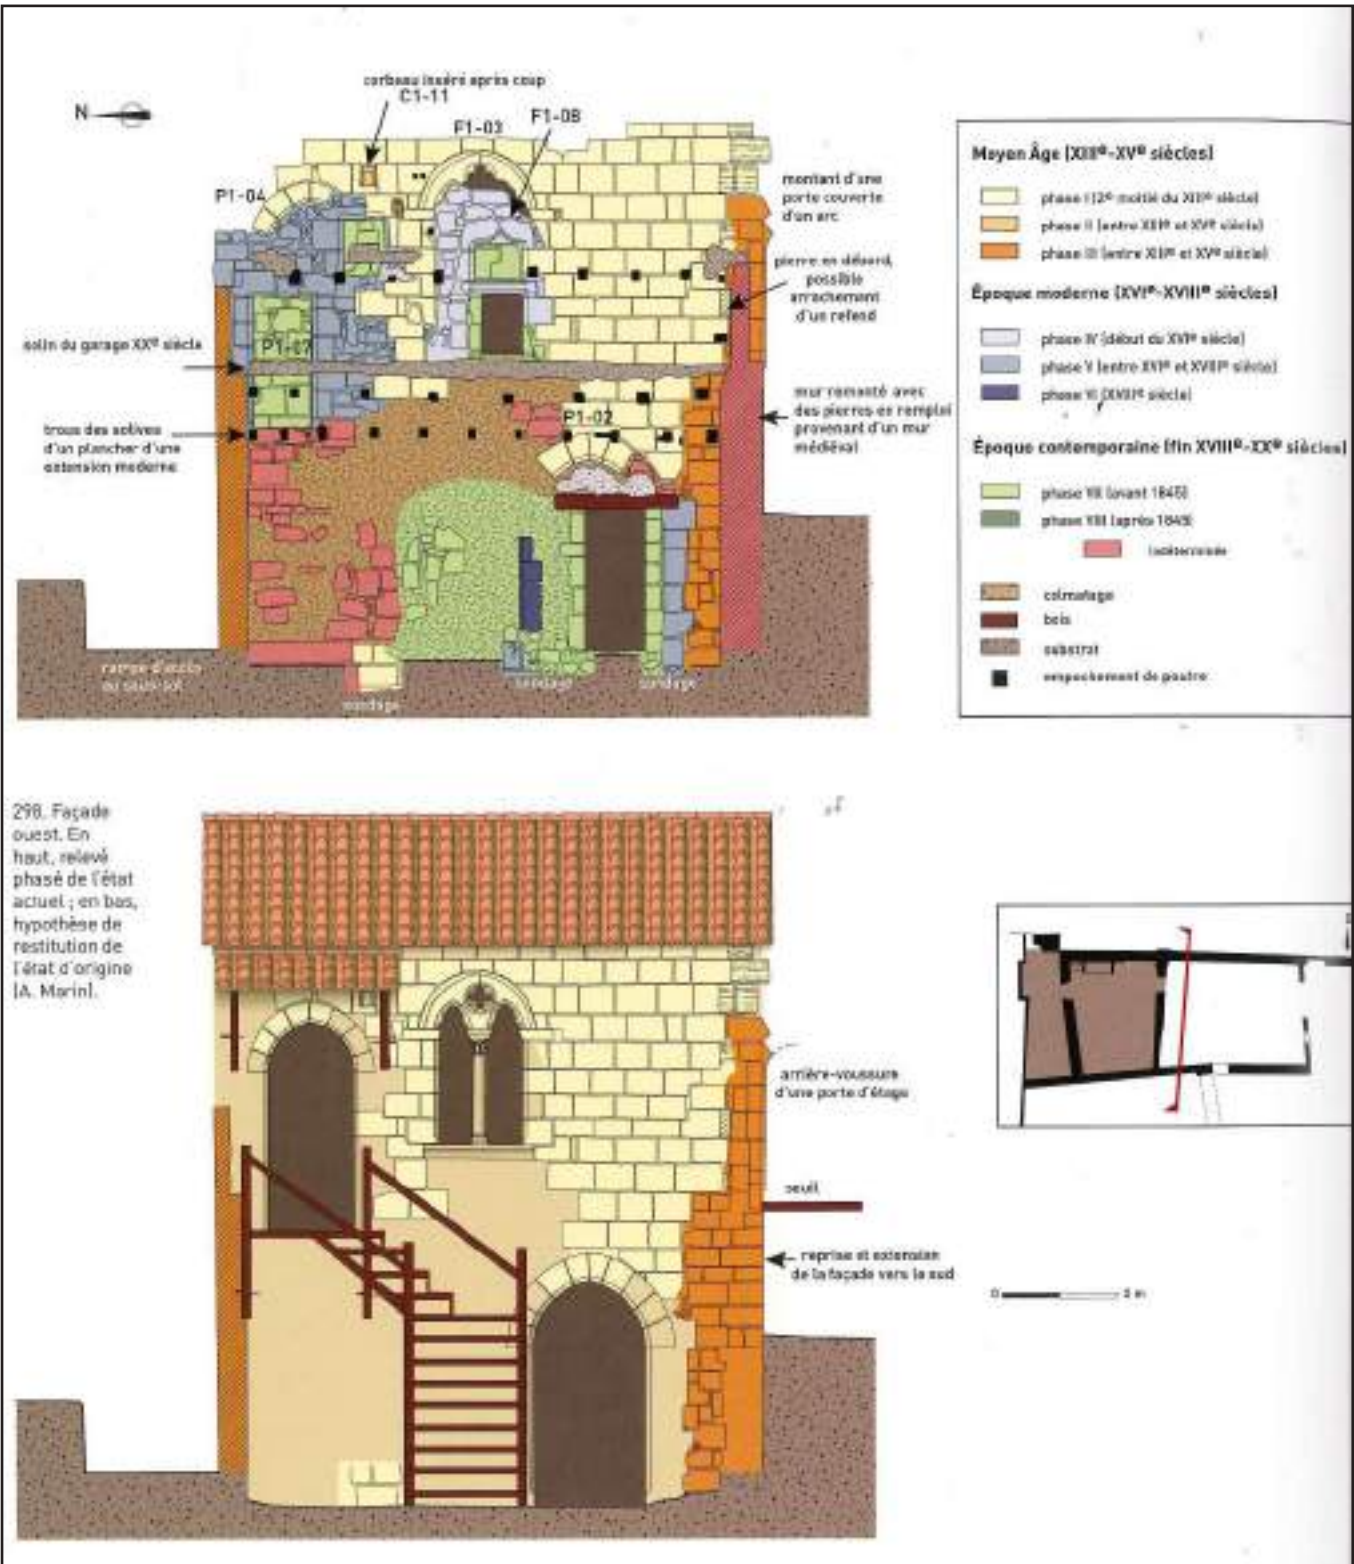 corbeau inséré après coup
C1-11
N
F1-03
F1-08
P1-04
montant d'une
porte couverte
d'un arc
pierre en débord,
possible
arrachement
d'un refend
solin du garage XXe siècle
P1-07
mur remonté avec
des pierres en remploi
provenant d'un mur
médiéval
P1-02
trous des solives
d'un plancher d'une
extension moderne
rampe d'accès
au sous-sol
sondage
sondage
sondage
Moyen Âge (XIIIe-XVe siècles)
phase I (2e moitié du XIIIe siècle)
phase II (entre XIIIe et XVe siècle)
phase III (entre XIIIe et XVe siècle)
Époque moderne (XVIe-XVIIIe siècles)
phase IV (début du XVIe siècle)
phase V (entre XVIe et XVIIe siècle)
phase VI (XVIIe siècle)
Époque contemporaine (fin XVIIIe-XXe siècles)
phase VII (avant 1845)
phase VIII (après 1845)
indéterminée
colmatage
bois
substrat
empochement de poutre
298. Façade
ouest. En
haut, relevé
phasé de l'état
actuel ; en bas,
hypothèse de
restitution de
l'état d'origine
(A. Marin).
arrière-voussure
d'une porte d'étage
seuil
reprise et extension
de la façade vers le sud
0 2 m